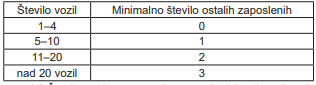 Število vozil Minimalno število ostalih zaposlenih
1–4 0
5–10 1
11–20 2
nad 20 vozil 3